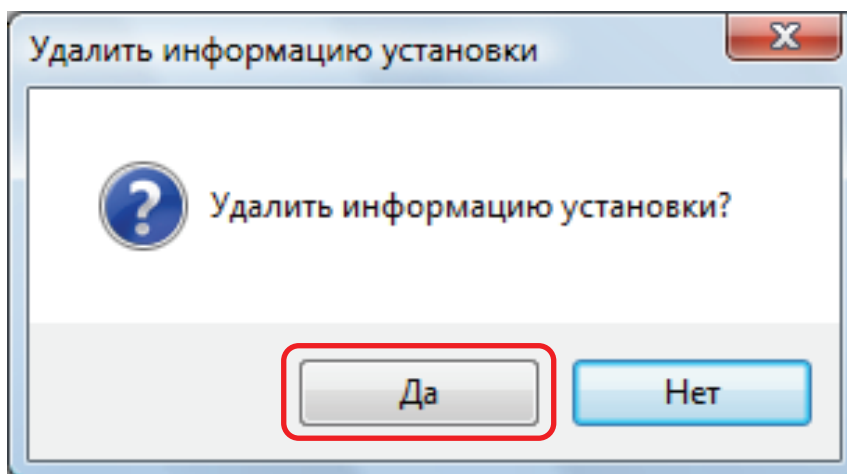 Удалить информацию установки
Удалить информацию установки?
Да
Нет